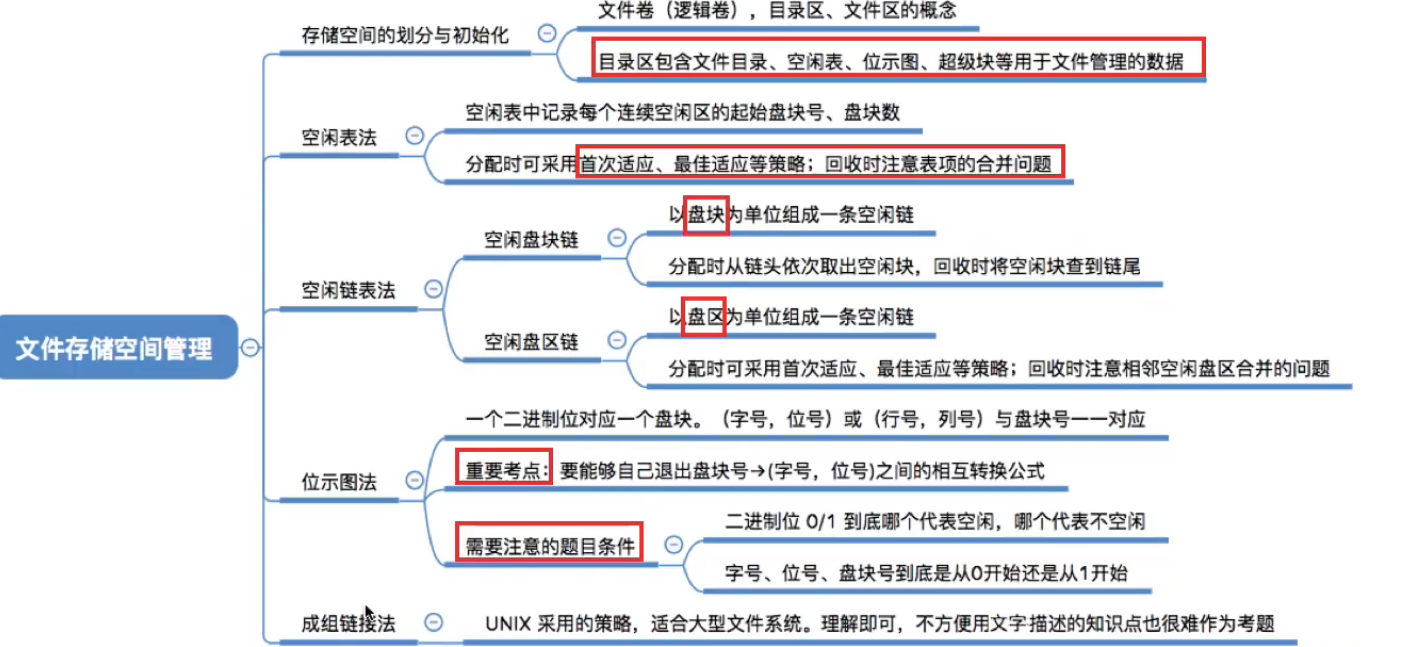 文件卷（逻辑卷），目录区、文件区的概念
存储空间的划分与初始化
目录区包含文件目录、空闲表、位示图、超级块等用于文件管理的数据
空闲表中记录每个连续空闲区的起始盘块号、盘块数
空闲表法
分配时可采用首次适应、最佳适应等策略；回收时注意表项的合并问题
以盘块为单位组成一条空闲链
空闲盘块链
分配时从链头依次取出空闲块，回收时将空闲块查到链尾
空闲链表法
以盘区为单位组成一条空闲链
空闲盘区链
分配时可采用首次适应、最佳适应等策略；回收时注意相邻空闲盘区合并的问题
文件存储空间管理
一个二进制位对应一个盘块。（字号，位号）或（行号，列号）与盘块号一一对应
位示图法
重要考点：要能够自己退出盘块号→(字号，位号)之间的相互转换公式
需要注意的题目条件
二进制位 0/1 到底哪个代表空闲，哪个代表不空闲
字号、位号、盘块号到底是从0开始还是从1开始
成组链接法
UNIX 采用的策略，适合大型文件系统。理解即可，不方便用文字描述的知识点也很难作为考题